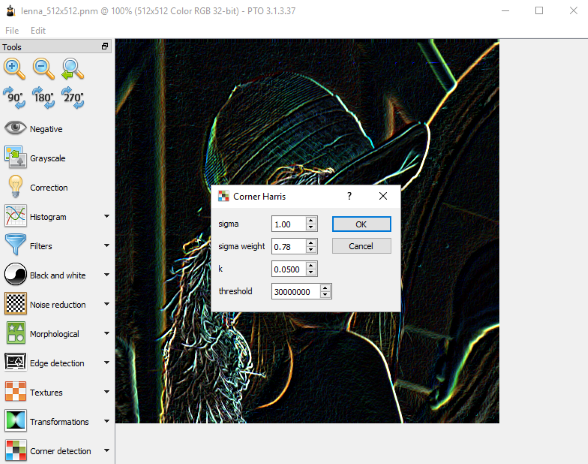 lenna_512x512.pnm @ 100% (512x512 Color RGB 32-bit) - PTO 3.1.3.37
File Edit
Tools
90° 180° 270°
Negative
Grayscale
Correction
Histogram
Filters
Black and white
Noise reduction
Morphological
Edge detection
Textures
Transformations
Corner detection
Corner Harris ?
sigma 1.00 OK
sigma weight 0.78 Cancel
k 0.0500
threshold 30000000